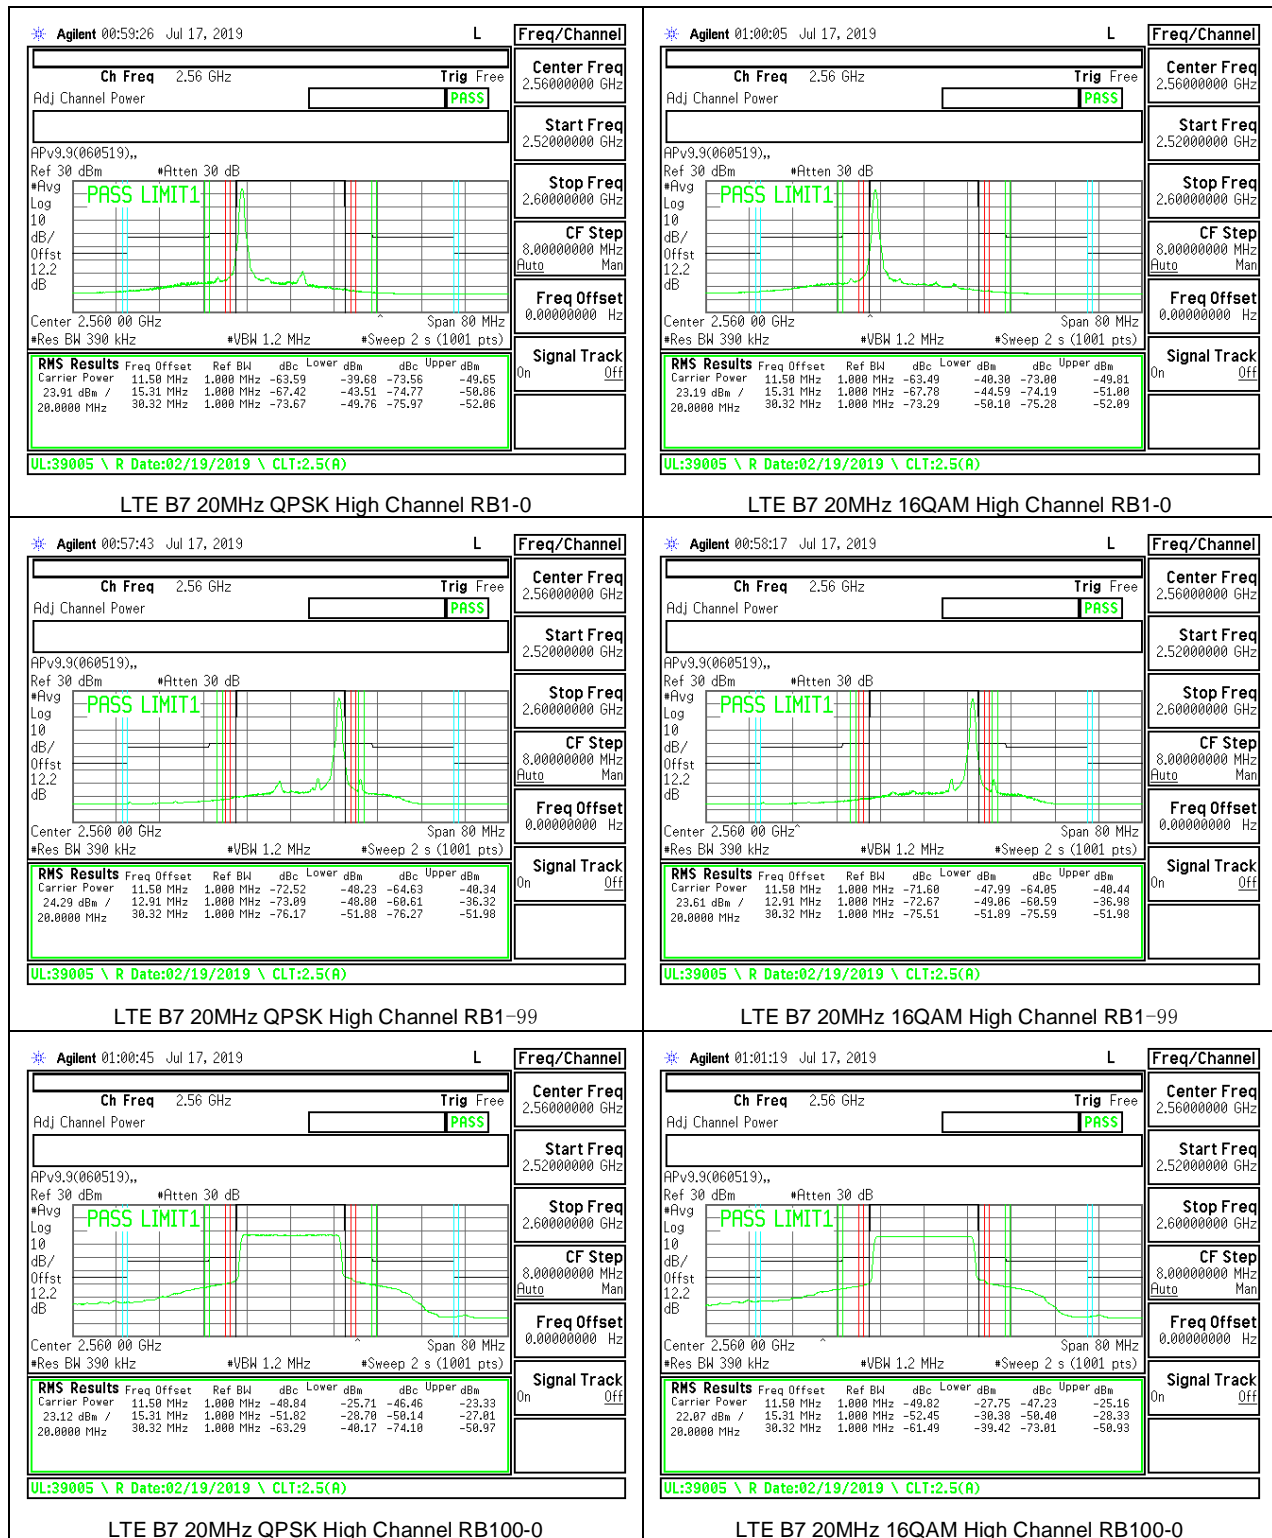 Agilent 00:59:26 Jul 17, 2019 L Freq/Channel
Ch Freq 2.56 GHz Trig Free
Adj Channel Power PASS
Center Freq
2.56000000 GHz
Start Freq
2.52000000 GHz
APv9.9(060519),,
Ref 30 dBm #Atten 30 dB
#Avg
Log
10
dB/
Offst
12.2
dB
PASS LIMIT1
Stop Freq
2.60000000 GHz
CF Step
8.00000000 MHz
Auto Man
Freq Offset
0.00000000 Hz
Center 2.560 00 GHz Span 80 MHz
#Res BW 390 kHz #VBW 1.2 MHz #Sweep 2 s (1001 pts)
Signal Track
On Off
RMS Results Freq Offset Ref BW dBc Lower dBm dBc Upper dBm
Carrier Power 11.50 MHz 1.000 MHz -63.59 -39.68 -73.56 -49.65
23.91 dBm / 15.31 MHz 1.000 MHz -67.42 -43.51 -74.77 -50.86
20.0000 MHz 30.32 MHz 1.000 MHz -73.67 -49.76 -75.97 -52.06
UL:39005 \ R Date:02/19/2019 \ CLT:2.5(A)
LTE B7 20MHz QPSK High Channel RB1-0
Agilent 01:00:05 Jul 17, 2019 L Freq/Channel
Ch Freq 2.56 GHz Trig Free
Adj Channel Power PASS
Center Freq
2.56000000 GHz
Start Freq
2.52000000 GHz
APv9.9(060519),,
Ref 30 dBm #Atten 30 dB
#Avg
Log
10
dB/
Offst
12.2
dB
PASS LIMIT1
Stop Freq
2.60000000 GHz
CF Step
8.00000000 MHz
Auto Man
Freq Offset
0.00000000 Hz
Center 2.560 00 GHz Span 80 MHz
#Res BW 390 kHz #VBW 1.2 MHz #Sweep 2 s (1001 pts)
Signal Track
On Off
RMS Results Freq Offset Ref BW dBc Lower dBm dBc Upper dBm
Carrier Power 11.50 MHz 1.000 MHz -63.49 -40.30 -73.00 -49.81
23.19 dBm / 15.31 MHz 1.000 MHz -67.78 -44.59 -74.19 -51.00
20.0000 MHz 30.32 MHz 1.000 MHz -73.29 -50.10 -75.28 -52.09
UL:39005 \ R Date:02/19/2019 \ CLT:2.5(A)
LTE B7 20MHz 16QAM High Channel RB1-0
Agilent 00:57:43 Jul 17, 2019 L Freq/Channel
Ch Freq 2.56 GHz Trig Free
Adj Channel Power PASS
Center Freq
2.56000000 GHz
Start Freq
2.52000000 GHz
APv9.9(060519),,
Ref 30 dBm #Atten 30 dB
#Avg
Log
10
dB/
Offst
12.2
dB
PASS LIMIT1
Stop Freq
2.60000000 GHz
CF Step
8.00000000 MHz
Auto Man
Freq Offset
0.00000000 Hz
Center 2.560 00 GHz Span 80 MHz
#Res BW 390 kHz #VBW 1.2 MHz #Sweep 2 s (1001 pts)
Signal Track
On Off
RMS Results Freq Offset Ref BW dBc Lower dBm dBc Upper dBm
Carrier Power 11.50 MHz 1.000 MHz -72.52 -48.23 -64.63 -40.34
24.29 dBm / 12.91 MHz 1.000 MHz -73.09 -48.80 -60.61 -36.32
20.0000 MHz 30.32 MHz 1.000 MHz -76.17 -51.88 -76.27 -51.98
UL:39005 \ R Date:02/19/2019 \ CLT:2.5(A)
LTE B7 20MHz QPSK High Channel RB1-99
Agilent 00:58:17 Jul 17, 2019 L Freq/Channel
Ch Freq 2.56 GHz Trig Free
Adj Channel Power PASS
Center Freq
2.56000000 GHz
Start Freq
2.52000000 GHz
APv9.9(060519),,
Ref 30 dBm #Atten 30 dB
#Avg
Log
10
dB/
Offst
12.2
dB
PASS LIMIT1
Stop Freq
2.60000000 GHz
CF Step
8.00000000 MHz
Auto Man
Freq Offset
0.00000000 Hz
Center 2.560 00 GHz Span 80 MHz
#Res BW 390 kHz #VBW 1.2 MHz #Sweep 2 s (1001 pts)
Signal Track
On Off
RMS Results Freq Offset Ref BW dBc Lower dBm dBc Upper dBm
Carrier Power 11.50 MHz 1.000 MHz -71.60 -47.99 -64.05 -40.44
23.61 dBm / 12.91 MHz 1.000 MHz -72.67 -49.06 -60.59 -36.98
20.0000 MHz 30.32 MHz 1.000 MHz -75.51 -51.89 -75.59 -51.98
UL:39005 \ R Date:02/19/2019 \ CLT:2.5(A)
LTE B7 20MHz 16QAM High Channel RB1-99
Agilent 01:00:45 Jul 17, 2019 L Freq/Channel
Ch Freq 2.56 GHz Trig Free
Adj Channel Power PASS
Center Freq
2.56000000 GHz
Start Freq
2.52000000 GHz
APv9.9(060519),,
Ref 30 dBm #Atten 30 dB
#Avg
Log
10
dB/
Offst
12.2
dB
PASS LIMIT1
Stop Freq
2.60000000 GHz
CF Step
8.00000000 MHz
Auto Man
Freq Offset
0.00000000 Hz
Center 2.560 00 GHz Span 80 MHz
#Res BW 390 kHz #VBW 1.2 MHz #Sweep 2 s (1001 pts)
Signal Track
On Off
RMS Results Freq Offset Ref BW dBc Lower dBm dBc Upper dBm
Carrier Power 11.50 MHz 1.000 MHz -48.84 -25.71 -46.46 -23.33
23.12 dBm / 15.31 MHz 1.000 MHz -51.82 -28.70 -50.14 -27.01
20.0000 MHz 30.32 MHz 1.000 MHz -63.29 -40.17 -74.10 -50.97
UL:39005 \ R Date:02/19/2019 \ CLT:2.5(A)
LTE B7 20MHz QPSK High Channel RB100-0
Agilent 01:01:19 Jul 17, 2019 L Freq/Channel
Ch Freq 2.56 GHz Trig Free
Adj Channel Power PASS
Center Freq
2.56000000 GHz
Start Freq
2.52000000 GHz
APv9.9(060519),,
Ref 30 dBm #Atten 30 dB
#Avg
Log
10
dB/
Offst
12.2
dB
PASS LIMIT1
Stop Freq
2.60000000 GHz
CF Step
8.00000000 MHz
Auto Man
Freq Offset
0.00000000 Hz
Center 2.560 00 GHz Span 80 MHz
#Res BW 390 kHz #VBW 1.2 MHz #Sweep 2 s (1001 pts)
Signal Track
On Off
RMS Results Freq Offset Ref BW dBc Lower dBm dBc Upper dBm
Carrier Power 11.50 MHz 1.000 MHz -49.82 -27.75 -47.23 -25.16
22.07 dBm / 15.31 MHz 1.000 MHz -52.45 -30.38 -50.40 -28.33
20.0000 MHz 30.32 MHz 1.000 MHz -61.49 -39.42 -73.01 -50.93
UL:39005 \ R Date:02/19/2019 \ CLT:2.5(A)
LTE B7 20MHz 16QAM High Channel RB100-0